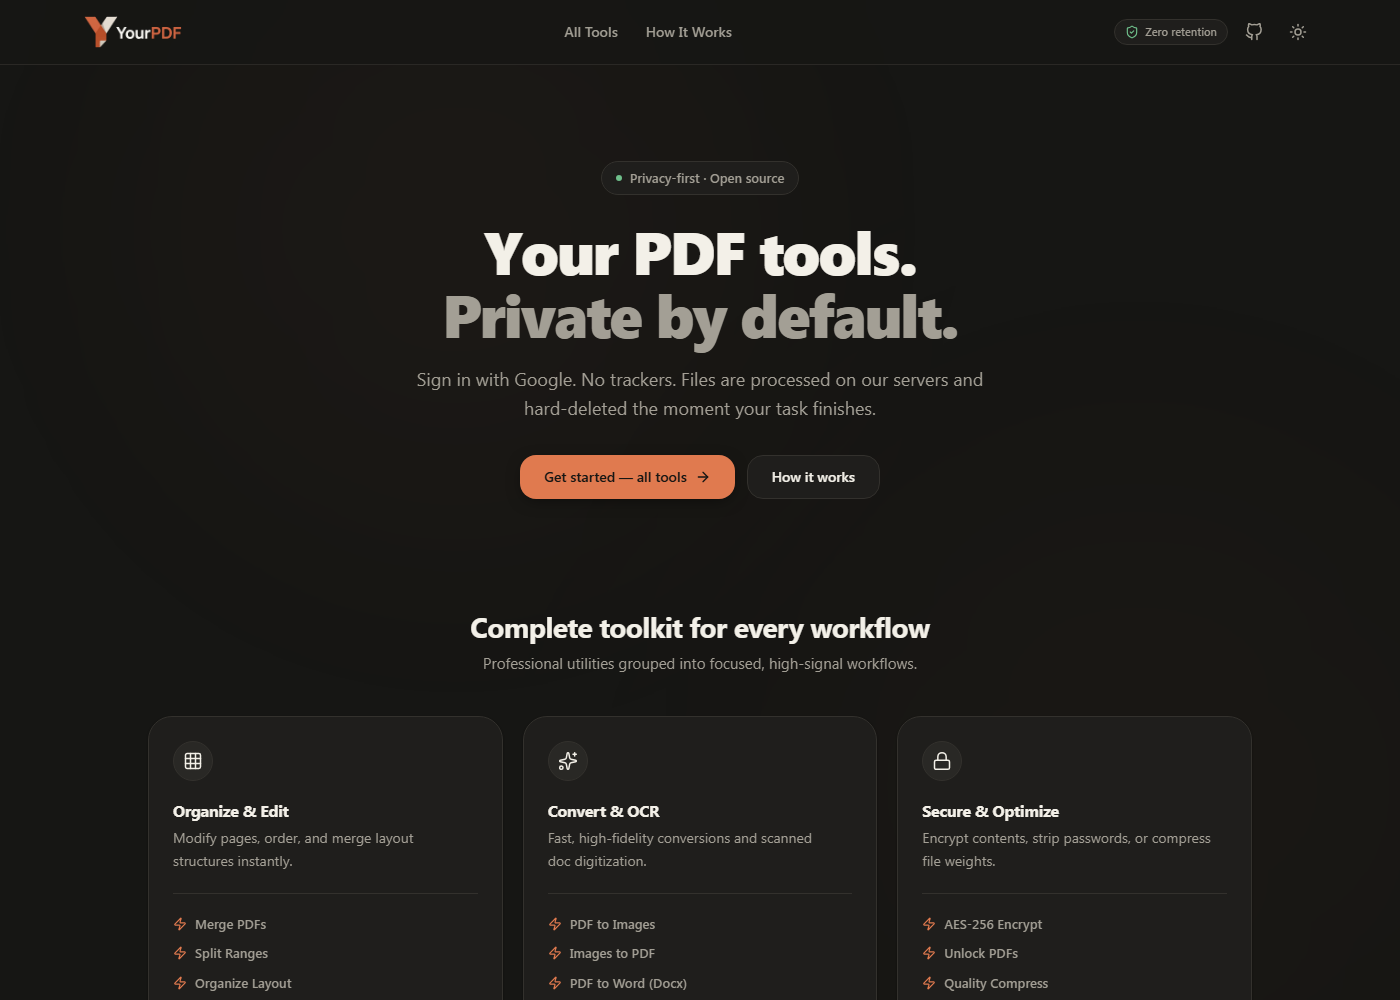 YourPDF
All Tools
How It Works
Zero retention
Privacy-first · Open source
Your PDF tools.
Private by default.
Sign in with Google. No trackers. Files are processed on our servers and
hard-deleted the moment your task finishes.
Get started — all tools
How it works
Complete toolkit for every workflow
Professional utilities grouped into focused, high-signal workflows.
Organize & Edit
Modify pages, order, and merge layout
structures instantly.
Merge PDFs
Split Ranges
Organize Layout
Convert & OCR
Fast, high-fidelity conversions and scanned
doc digitization.
PDF to Images
Images to PDF
PDF to Word (Docx)
Secure & Optimize
Encrypt contents, strip passwords, or compress
file weights.
AES-256 Encrypt
Unlock PDFs
Quality Compress